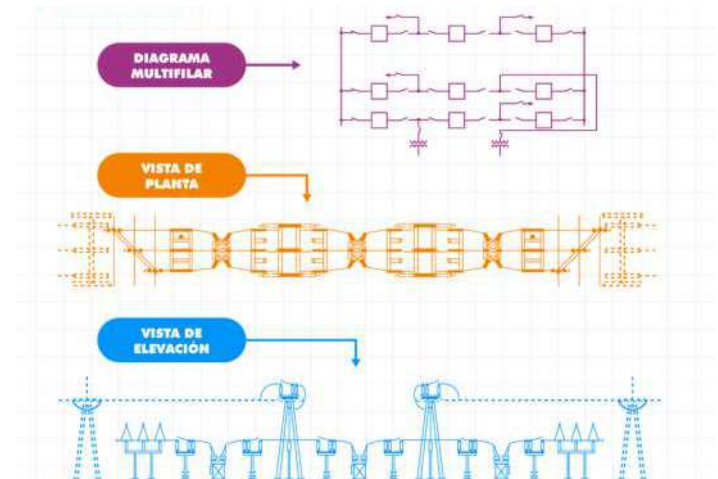 DIAGRAMA
MULTIFILAR
VISTA DE
PLANTA
VISTA DE
ELEVACIÓN